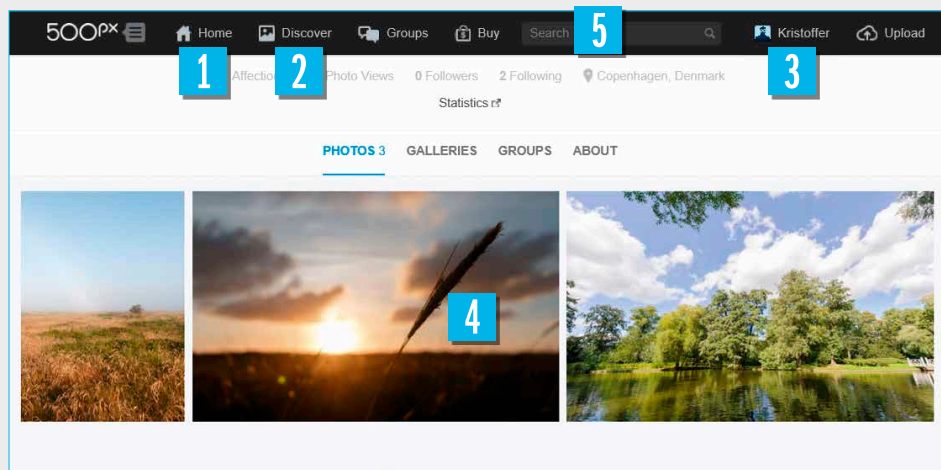 500px Home Discover Groups Buy Search 5 Kristoffer Upload
1 2 3
Affection Photo Views 0 Followers 2 Following Copenhagen, Denmark
Statistics
PHOTOS 3 GALLERIES GROUPS ABOUT
4